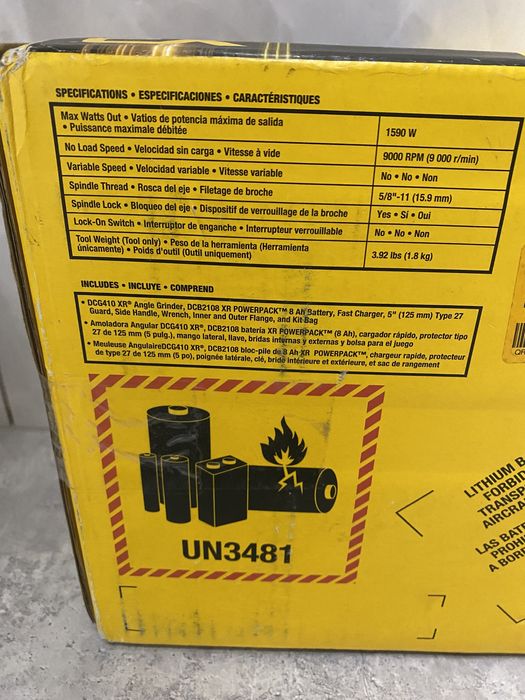 SPECIFICATIONS • ESPECIFICACIONES • CARACTÉRISTIQUES
Max Watts Out • Vatios de potencia máxima de salida
• Puissance maximale débitée
1590 W
No Load Speed • Velocidad sin carga • Vitesse à vide
9000 RPM (9 000 r/min)
Variable Speed • Velocidad variable • Vitesse variable
No • No • Non
Spindle Thread • Rosca del eje • Filetage de broche
5/8"-11 (15.9 mm)
Spindle Lock • Bloqueo del eje • Dispositif de verrouillage de la broche
Yes • Sí • Oui
Lock-On Switch • Interruptor de enganche • Interrupteur verrouillable
No • No • Non
Tool Weight (Tool only) • Peso de la herramienta (Herramienta
únicamente) • Poids d'outil (Outil uniquement)
3.92 lbs (1.8 kg)
INCLUDES • INCLUYE • COMPREND
• DCG410 XR® Angle Grinder, DCB2108 XR POWERPACK™ 8 Ah Battery, Fast Charger, 5" (125 mm) Type 27
Guard, Side Handle, Wrench, Inner and Outer Flange, and Kit Bag
• Amoladora Angular DCG410 XR®, DCB2108 batería XR POWERPACK™ (8 Ah), cargador rápido, protector tipo
27 de 125 mm (5 pulg.), mango lateral, llave, bridas internas y externas y bolsa para el juego
• Meuleuse AngulaireDCG410 XR®, DCB2108 bloc-pile de 8 Ah XR POWERPACK™, chargeur rapide, protecteur
de type 27 de 125 mm (5 po), poignée latérale, clé, bride intérieure et extérieure, et sac de rangement
UN3481
LITHIUM B
FORBID
TRANSP
AIRCRA
LAS BAT
PROHI
A BORD